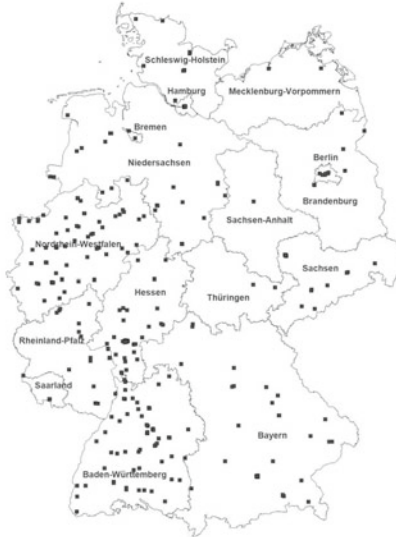 Schleswig-Holstein
Hamburg
Mecklenburg-Vorpommern
Bremen
Niedersachsen
Berlin
Brandenburg
Sachsen-Anhalt
Nordrhein-Westfalen
Sachsen
Hessen
Thüringen
Rheinland-Pfalz
Saarland
Bayern
Baden-Württemberg